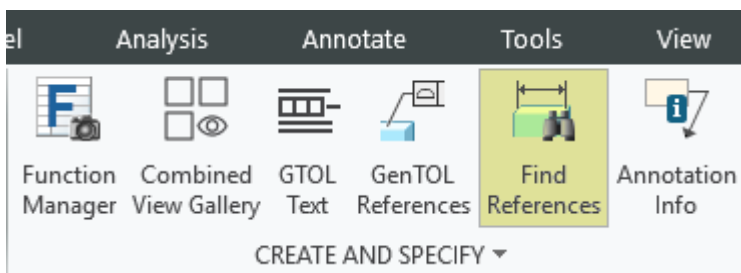 el Analysis Annotate Tools View
Function Manager
Combined View Gallery
GTOL Text
GenTOL References
Find References
Annotation Info
CREATE AND SPECIFY